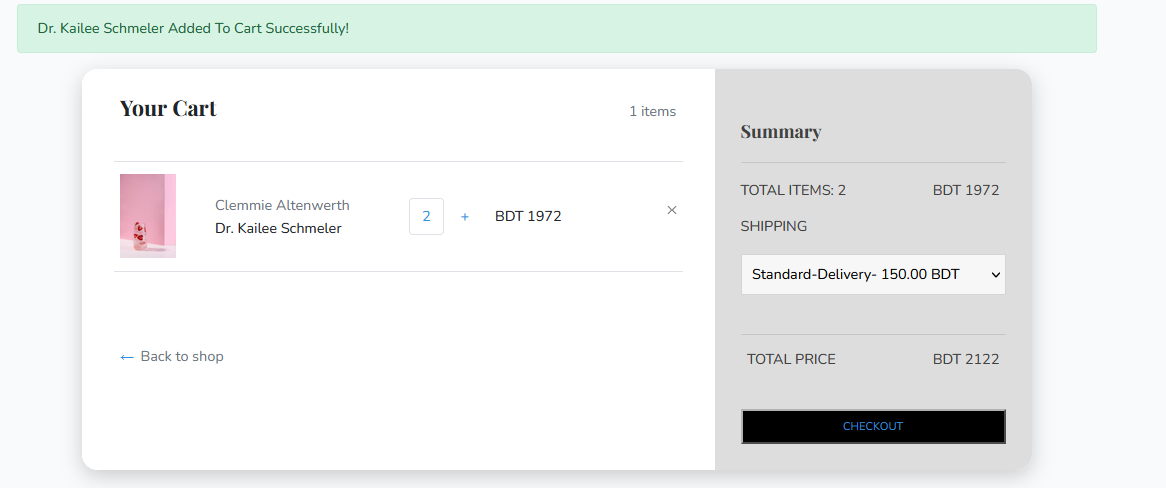 Dr. Kailee Schmeler Added To Cart Successfully!
Your Cart
1 items
Clemmie Altenwerth
Dr. Kailee Schmeler
2 + BDT 1972 ×
← Back to shop
Summary
TOTAL ITEMS: 2 BDT 1972
SHIPPING
Standard-Delivery- 150.00 BDT
TOTAL PRICE BDT 2122
CHECKOUT